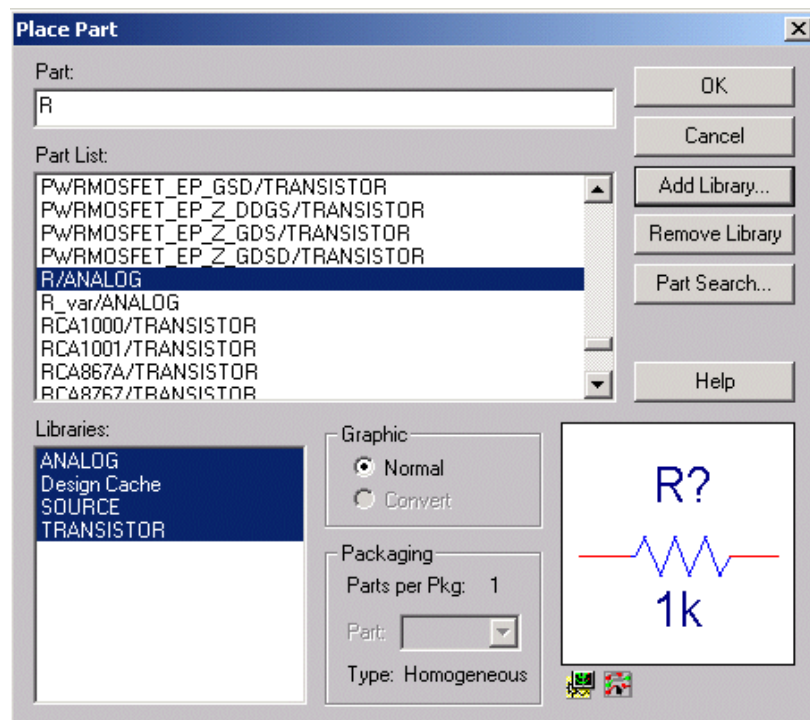 Place Part
Part:
R
OK
Cancel
Part List:
PWRMOSFET_EP_GSD/TRANSISTOR
PWRMOSFET_EP_Z_DDGS/TRANSISTOR
PWRMOSFET_EP_Z_GDS/TRANSISTOR
PWRMOSFET_EP_Z_GDSD/TRANSISTOR
R/ANALOG
R_var/ANALOG
RCA1000/TRANSISTOR
RCA1001/TRANSISTOR
RCA867A/TRANSISTOR
RCA8767/TRANSISTOR
Add Library...
Remove Library
Part Search...
Help
Libraries:
ANALOG
Design Cache
SOURCE
TRANSISTOR
Graphic
Normal
Convert
Packaging
Parts per Pkg: 1
Part:
Type: Homogeneous
R?
1k